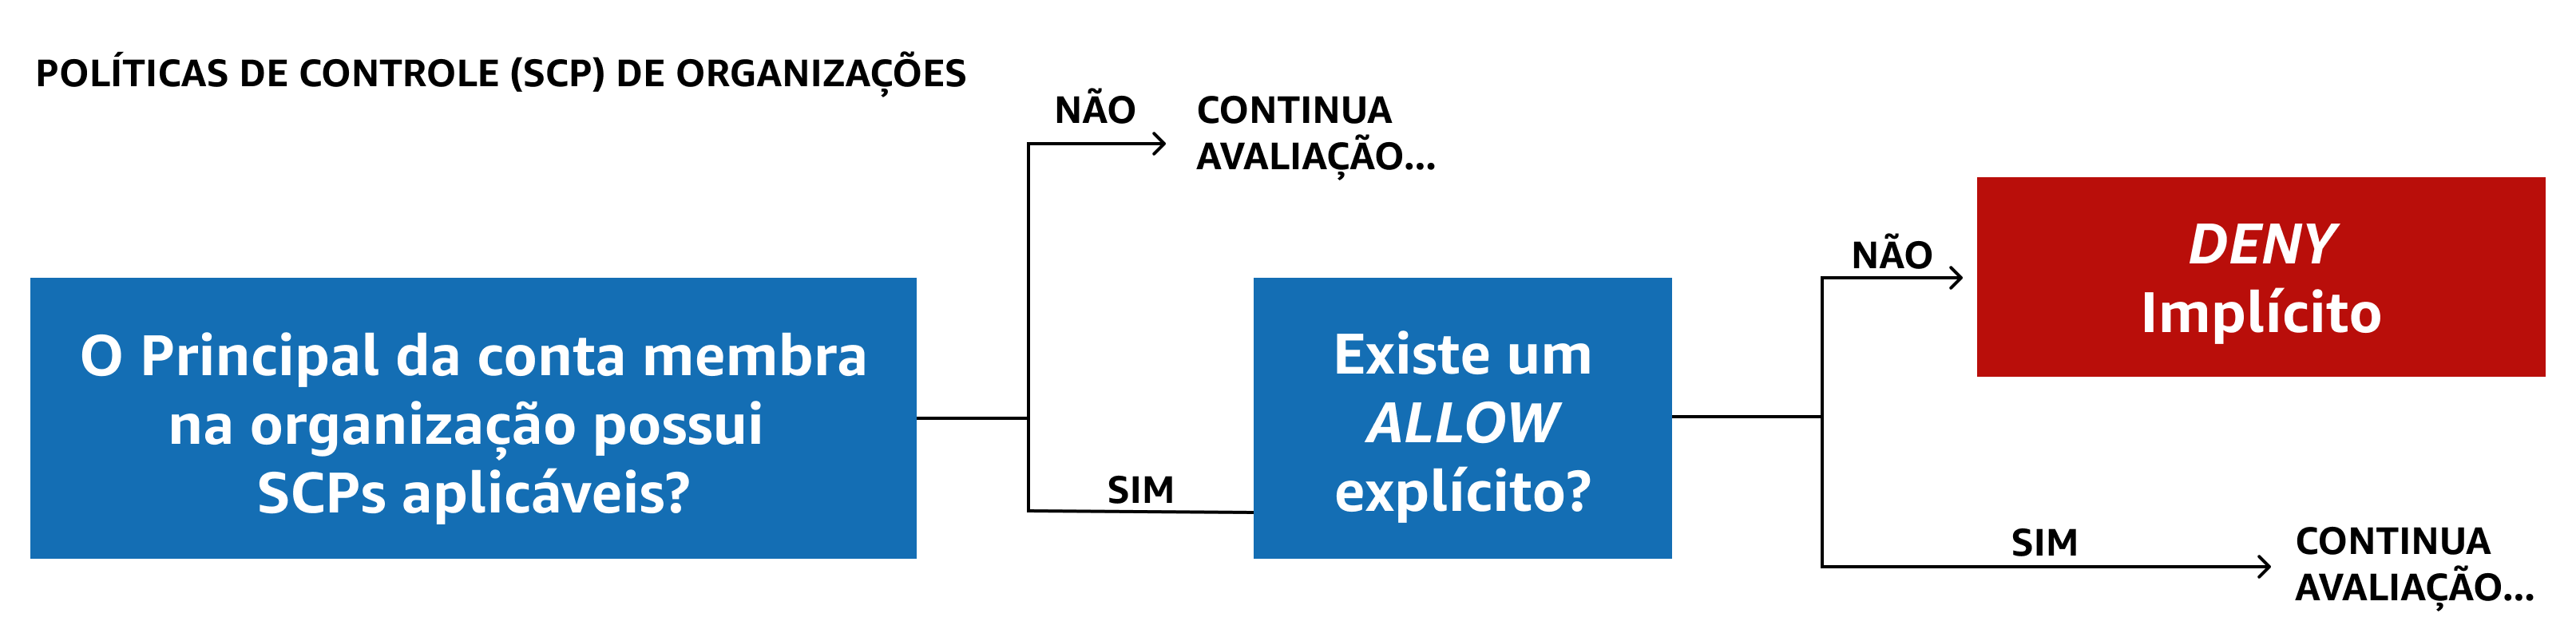 POLÍTICAS DE CONTROLE (SCP) DE ORGANIZAÇÕES
NÃO
CONTINUA
AVALIAÇÃO...
O Principal da conta membra
na organização possui
SCPs aplicáveis?
SIM
Existe um
ALLOW
explícito?
NÃO
DENY
Implícito
SIM
CONTINUA
AVALIAÇÃO...